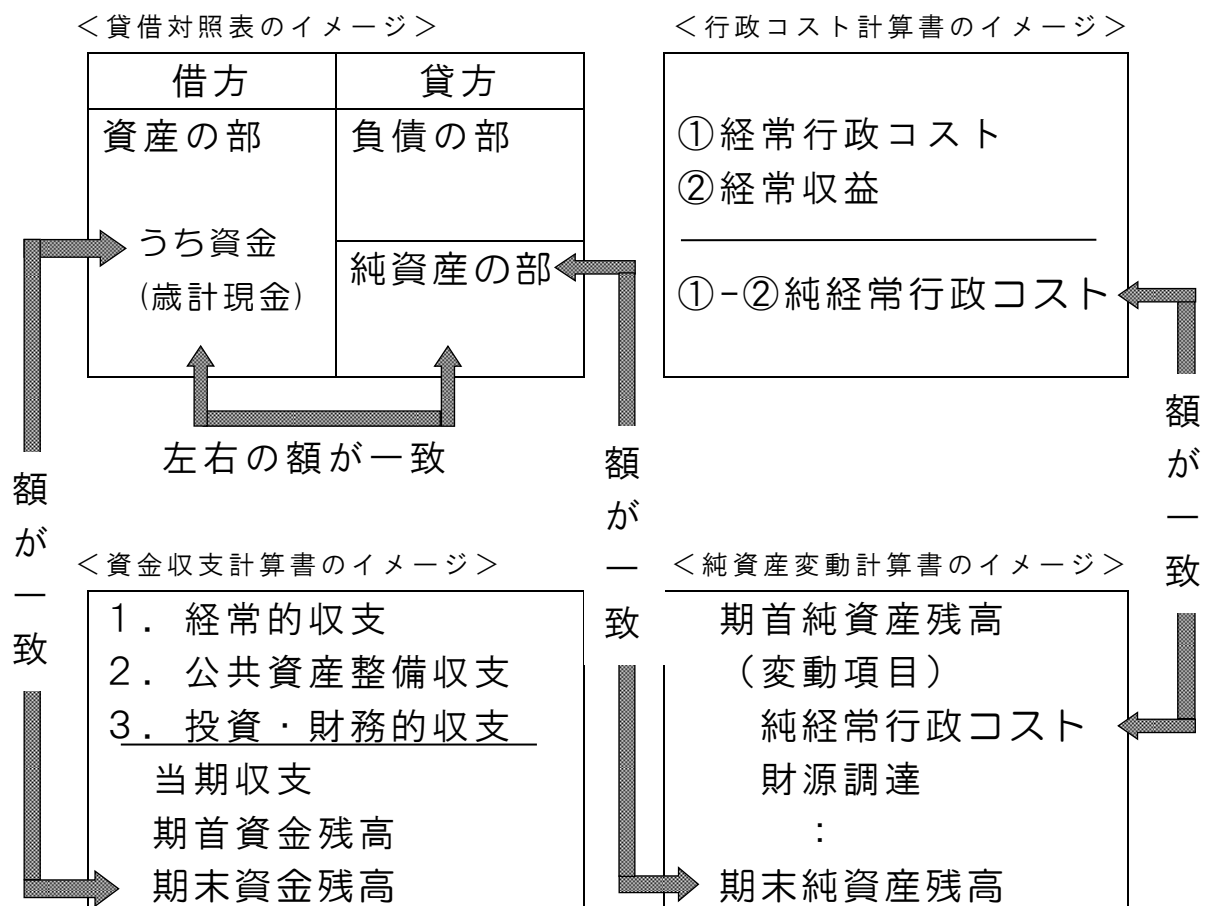 ＜貸借対照表のイメージ＞
借方
貸方
資産の部
うち資金
(歳計現金)
負債の部
純資産の部
左右の額が一致
＜行政コスト計算書のイメージ＞
①経常行政コスト
②経常収益
①-②純経常行政コスト
額が一致
額が一致
額が一致
＜資金収支計算書のイメージ＞
1．経常的収支
2．公共資産整備収支
3．投資・財務的収支
当期収支
期首資金残高
期末資金残高
＜純資産変動計算書のイメージ＞
期首純資産残高
（変動項目）
純経常行政コスト
財源調達
：
期末純資産残高